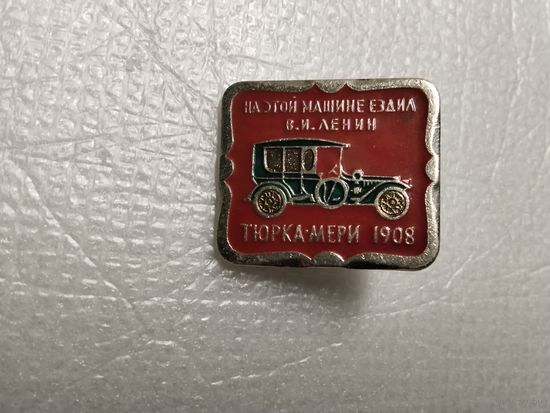 НА ЭТОЙ МАШИНЕ ЕЗДИЛ
В.И. ЛЕНИН
ТЮРКА-МЕРИ 1908